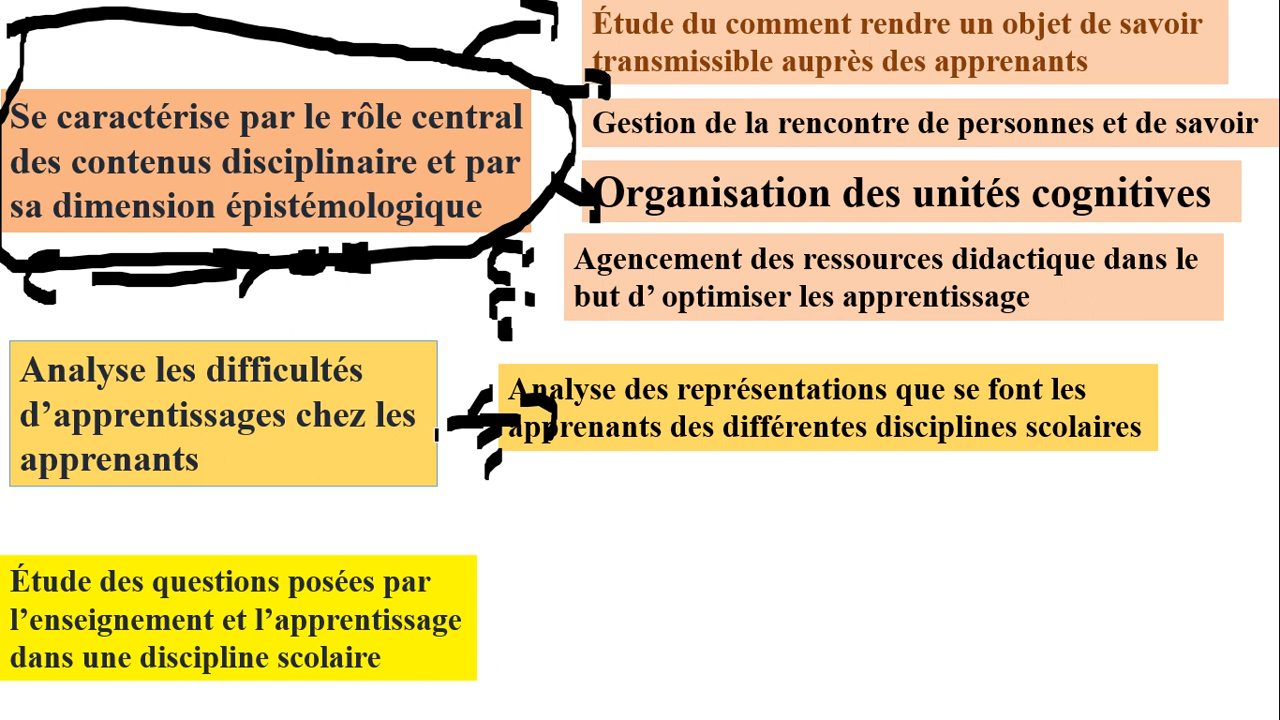 Étude du comment rendre un objet de savoir
transmissible auprès des apprenants
Se caractérise par le rôle central
des contenus disciplinaire et par
sa dimension épistémologique
Gestion de la rencontre de personnes et de savoir
Organisation des unités cognitives
Agencement des ressources didactique dans le
but d’ optimiser les apprentissage
Analyse les difficultés
d’apprentissages chez les
apprenants
Analyse des représentations que se font les
apprenants des différentes disciplines scolaires
Étude des questions posées par
l’enseignement et l’apprentissage
dans une discipline scolaire